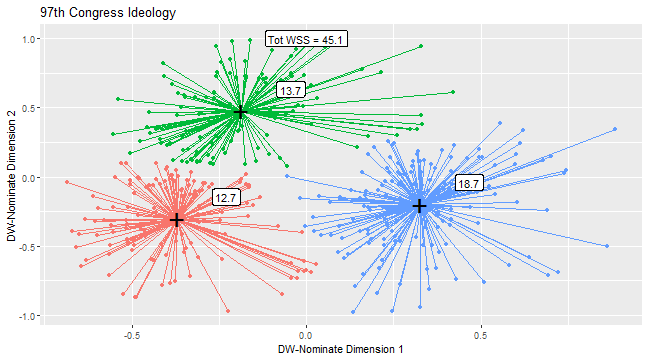 97th Congress Ideology
1.0
Tot WSS = 45.1
13.7
0.5
DW-Nominate Dimension 2
0.0
18.7
12.7
-0.5
-1.0
-0.5
0.0
0.5
DW-Nominate Dimension 1